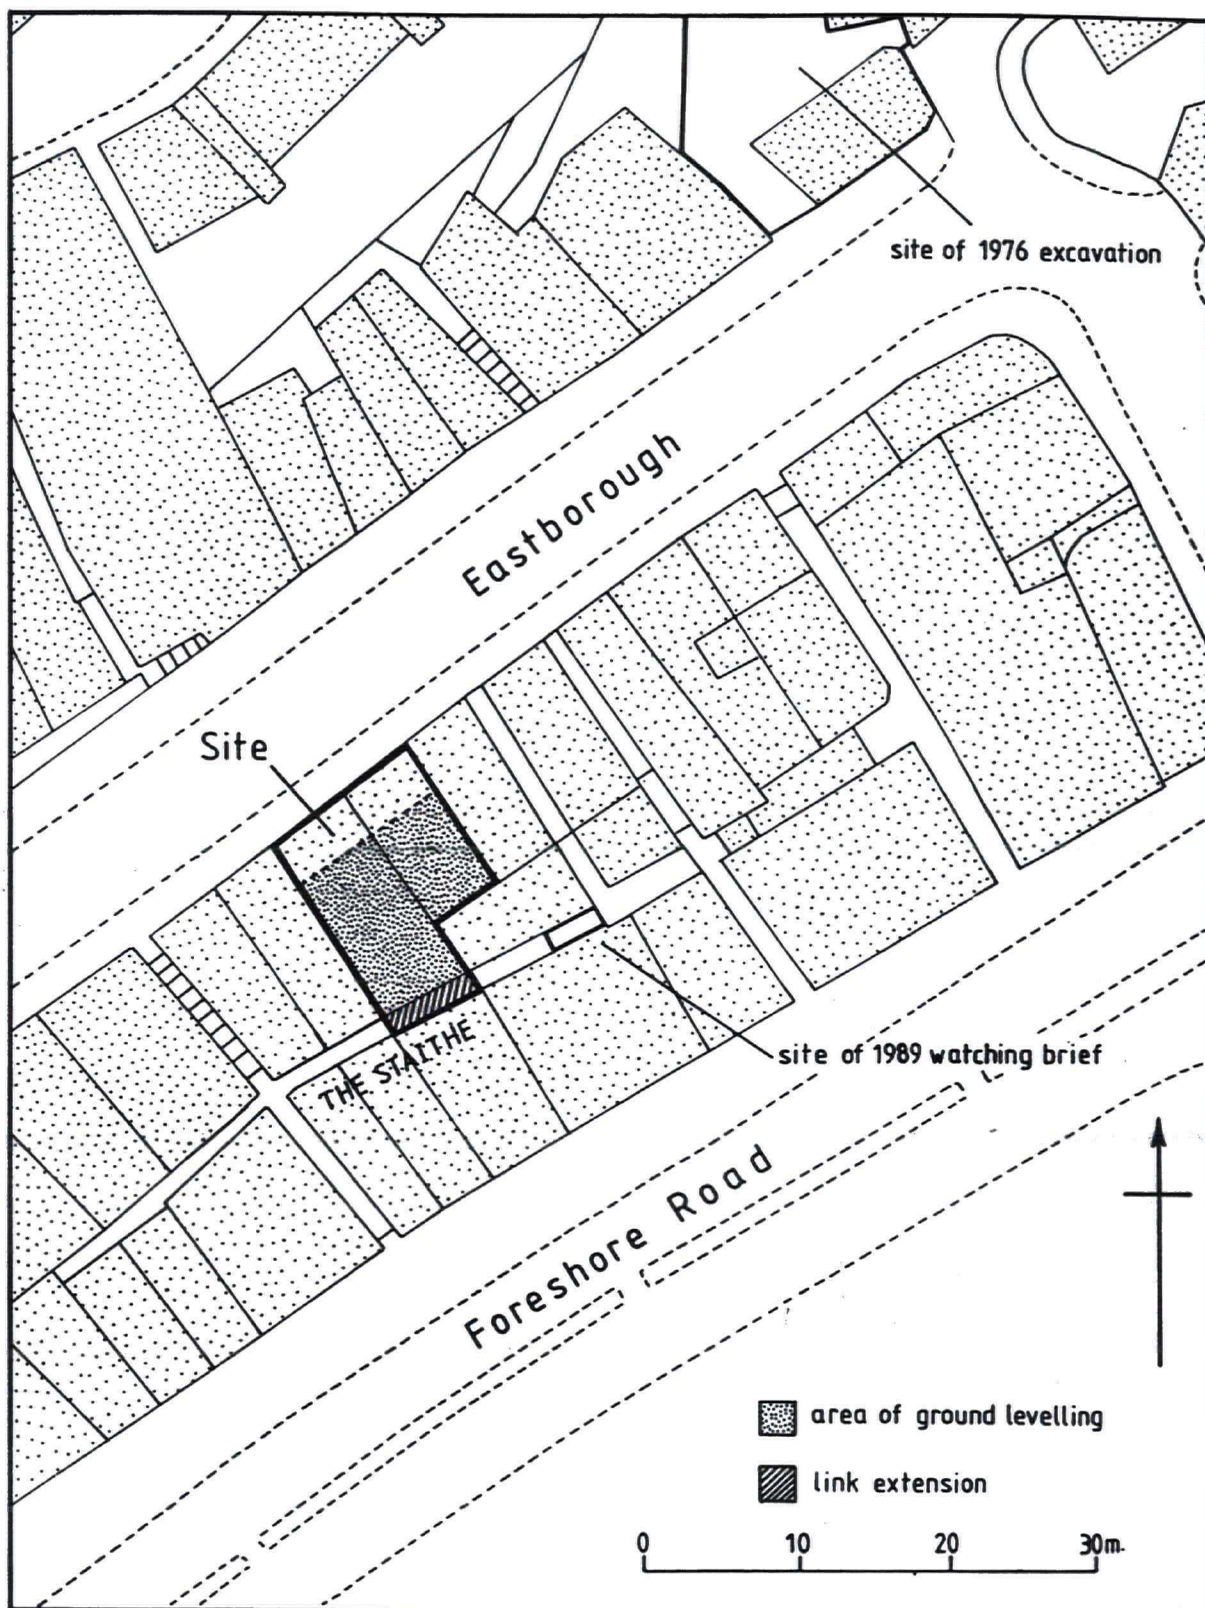 site of 1976 excavation
Eastborough
Site
THE STAITHE
site of 1989 watching brief
Foreshore Road
area of ground levelling
link extension
0 10 20 30m.